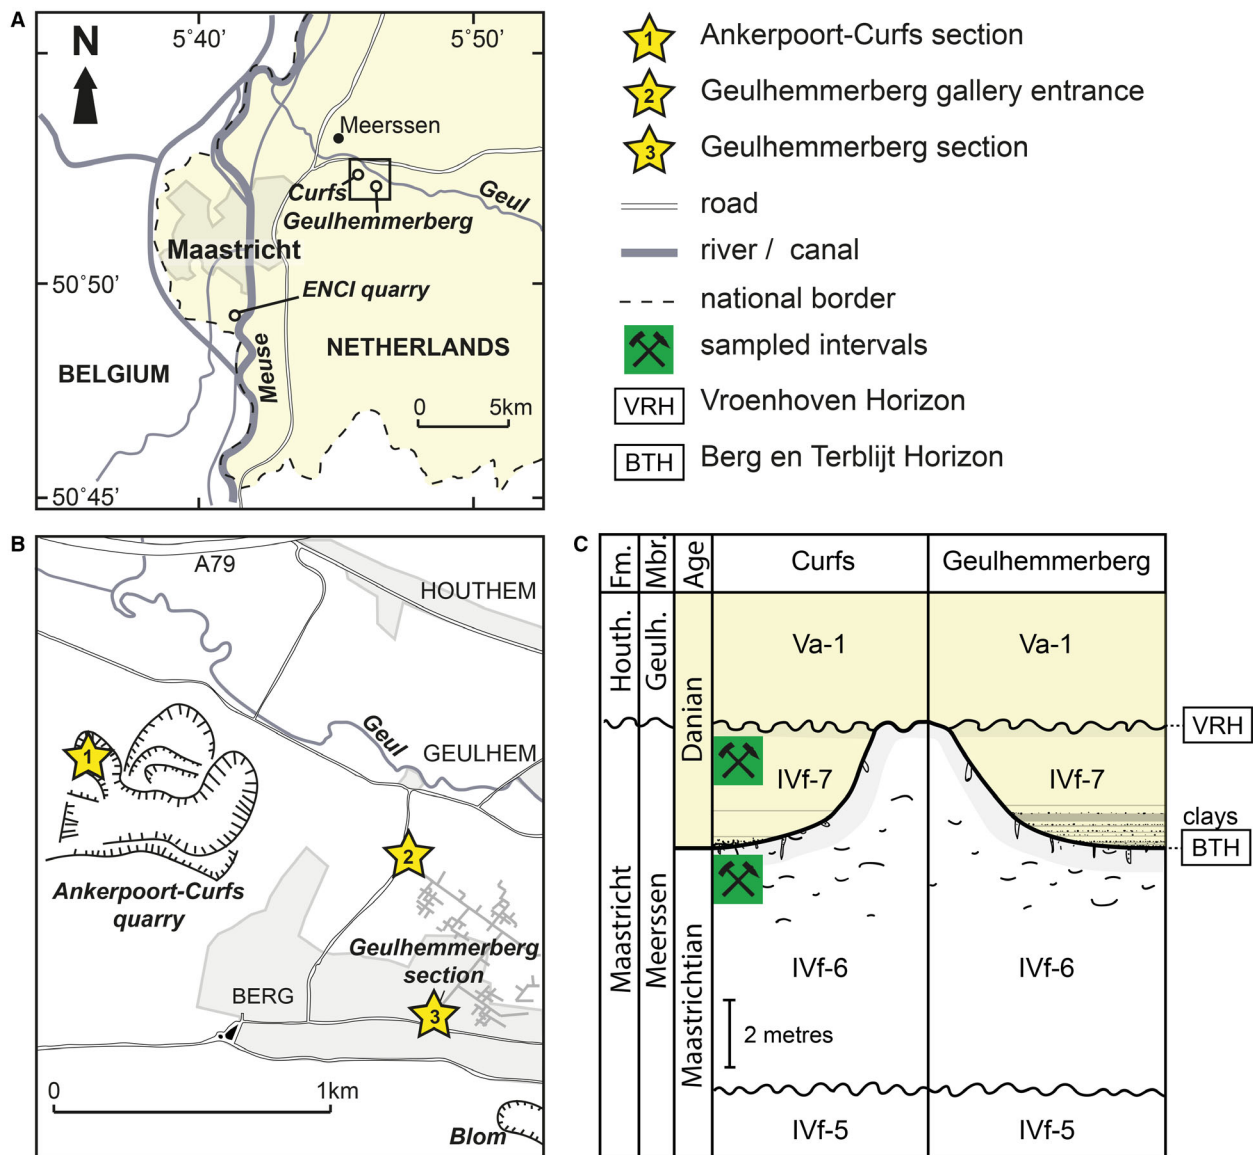 A
N
5°40’
5°50’
Meerssen
Curfs
Geulhemmerberg
Geul
Maastricht
50°50’
ENCI quarry
Meuse
NETHERLANDS
BELGIUM
0
5km
50°45’
1
Ankerpoort-Curfs section
2
Geulhemmerberg gallery entrance
3
Geulhemmerberg section
road
river / canal
national border
sampled intervals
VRH
Vroenhoven Horizon
BTH
Berg en Terblijt Horizon
B
A79
HOUTHEM
Geul
GEULHEM
1
2
Ankerpoort-Curfs
quarry
Geulhemmerberg
section
BERG
3
0
1km
Blom
C
Fm.
Mbr.
Age
Curfs
Geulhemmerberg
Houth.
Geulh.
Danian
Va-1
Va-1
VRH
IVf-7
IVf-7
clays
BTH
Maastricht
Meerssen
Maastrichtian
IVf-6
IVf-6
2 metres
IVf-5
IVf-5